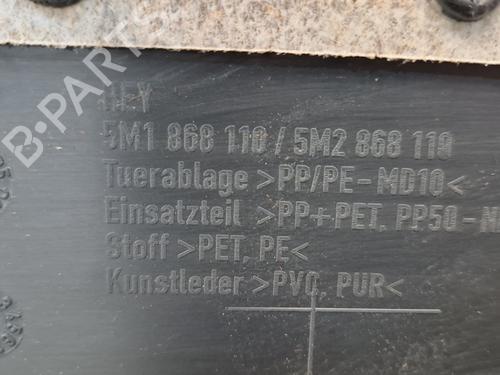 B-PARTS
5M1 868 110 / 5M2 868 110
Tuerablage >PP/PE-MD10<
Einsatzteil >PP+PET, PP50-
Stoff >PET, PE<
Kunstleder >PVC, PUR<